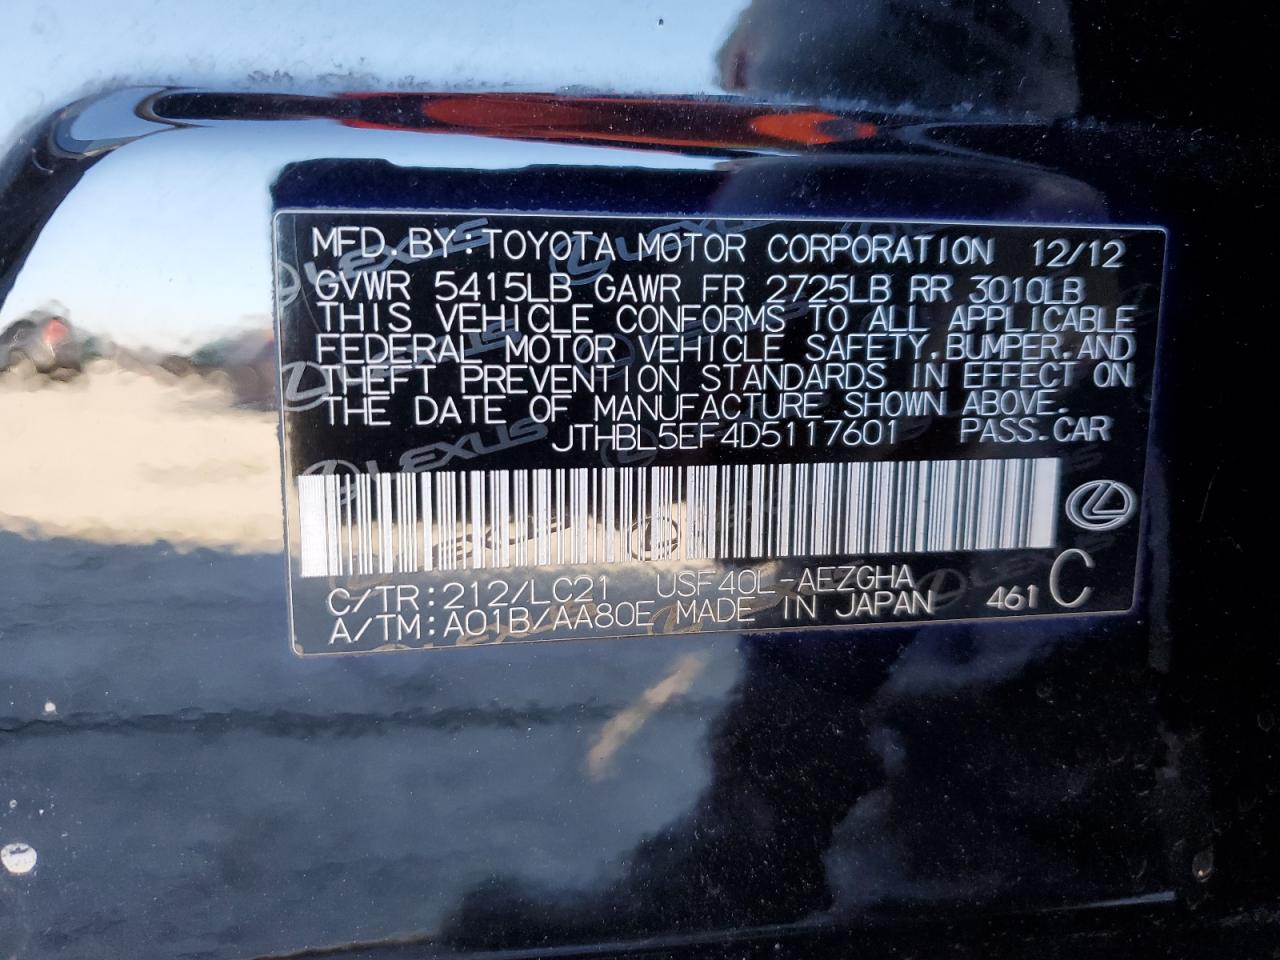 MFD.BY:TOYOTA MOTOR CORPORATION 12/12
GVWR 5415LB GAWR FR 2725LB RR 3010LB
THIS VEHICLE CONFORMS TO ALL APPLICABLE
FEDERAL MOTOR VEHICLE SAFETY,BUMPER,AND
THEFT PREVENTION STANDARDS IN EFFECT ON
THE DATE OF MANUFACTURE SHOWN ABOVE.
JTHBL5EF4D5117601 PASS.CAR
C/TR:212/LC21 USF40L-AEZGHA
A/TM:A01B/AA80E MADE IN JAPAN 461 C